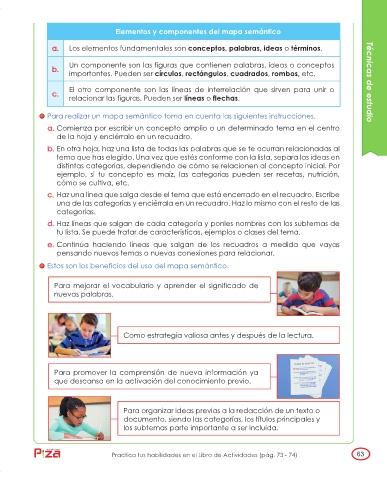 Elementos y componentes del mapa semántico
a. Los elementos fundamentales son conceptos, palabras, ideas o términos.
b. Un componente son las figuras que contienen palabras, ideas o conceptos
importantes. Pueden ser círculos, rectángulos, cuadrados, rombos, etc.
c. El otro componente son las líneas de interrelación que sirven para unir o
relacionar las figuras. Pueden ser líneas o flechas.
Técnicas de estudio
Para realizar un mapa semántico toma en cuenta las siguientes instrucciones.
a. Comienza por escribir un concepto amplio o un determinado tema en el centro
de la hoja y enciérralo en un recuadro.
b. En otra hoja, haz una lista de todas las palabras que se te ocurran relacionadas al
tema que has elegido. Una vez que estés conforme con la lista, separa las ideas en
distintas categorías, dependiendo de cómo se relacionen al concepto inicial. Por
ejemplo, si tu concepto es maíz, las categorías pueden ser recetas, nutrición,
cómo se cultiva, etc.
c. Haz una línea que salga desde el tema que está encerrado en el recuadro. Escribe
una de las categorías y enciérrala en un recuadro. Haz lo mismo con el resto de las
categorías.
d. Haz líneas que salgan de cada categoría y ponles nombres con los subtemas de
tu lista. Se puede tratar de características, ejemplos o clases del tema.
e. Continúa haciendo líneas que salgan de los recuadros a medida que vayas
pensando nuevos temas o nuevas conexiones para relacionar.
Estos son los beneficios del uso del mapa semántico.
Para mejorar el vocabulario y aprender el significado de
nuevas palabras.
Como estrategia valiosa antes y después de la lectura.
Para promover la comprensión de nueva información ya
que descansa en la activación del conocimiento previo.
Para organizar ideas previas a la redacción de un texto o
documento, siendo las categorías, los títulos principales y
los subtemas parte importante a ser incluida.
Practica tus habilidades en el Libro de Actividades (pág. 73 - 74)
63